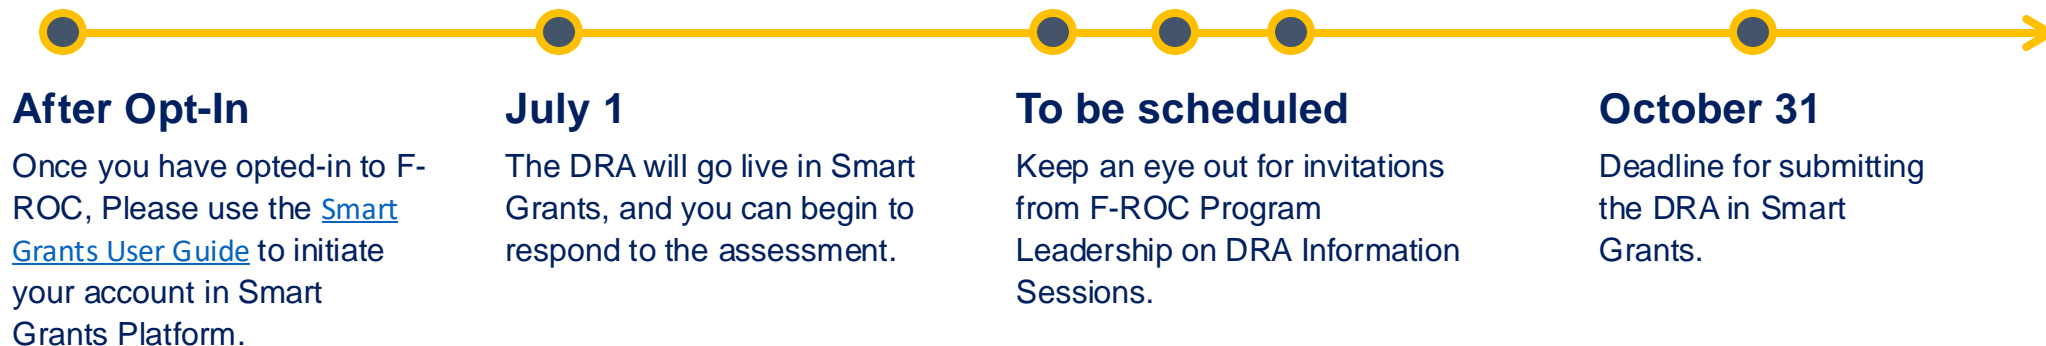 After Opt-In
Once you have opted-in to F-
ROC, Please use the Smart
Grants User Guide to initiate
your account in Smart
Grants Platform.
July 1
The DRA will go live in Smart
Grants, and you can begin to
respond to the assessment.
To be scheduled
Keep an eye out for invitations
from F-ROC Program
Leadership on DRA Information
Sessions.
October 31
Deadline for submitting
the DRA in Smart
Grants.